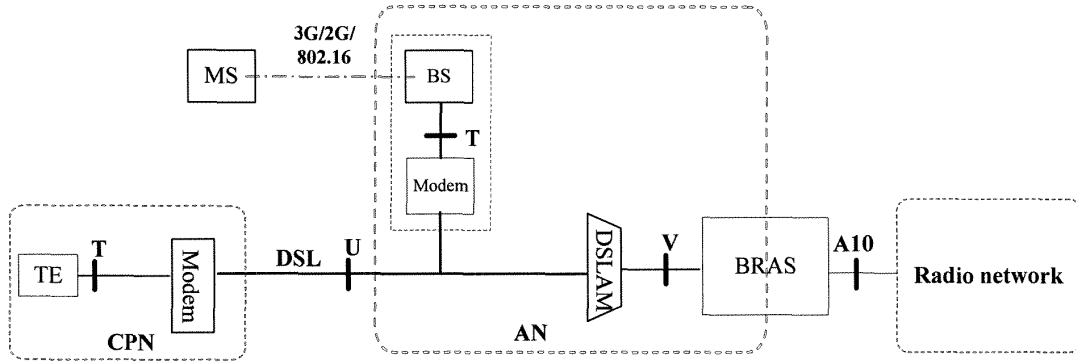 3G/2G/
802.16
MS
BS
T
Modem
T
TE
Modem
DSL
U
DSLAM
V
BRAS
A10
Radio network
CPN
AN